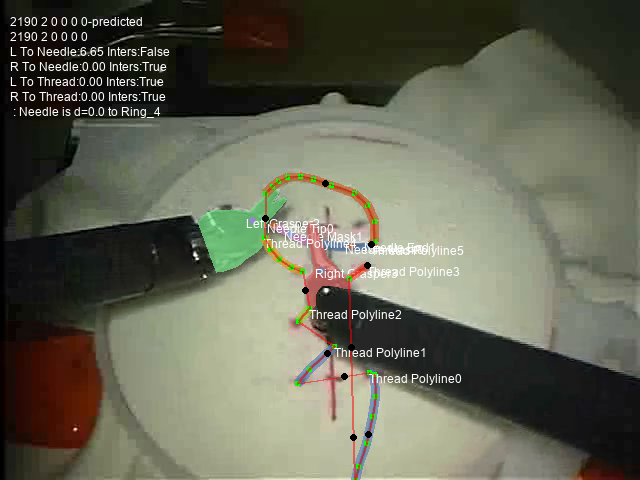 2190 2 0 0 0 0-predicted
2190 2 0 0 0 0
L To Needle:6.65 Inters:False
R To Needle:0.00 Inters:True
L To Thread:0.00 Inters:True
R To Thread:0.00 Inters:True
: Needle is d=0.0 to Ring_4
Needle Tip0
Needle Mask1
Thread Polyline4
Thread Polyline5
Thread Polyline3
Thread Polyline2
Thread Polyline1
Thread Polyline0